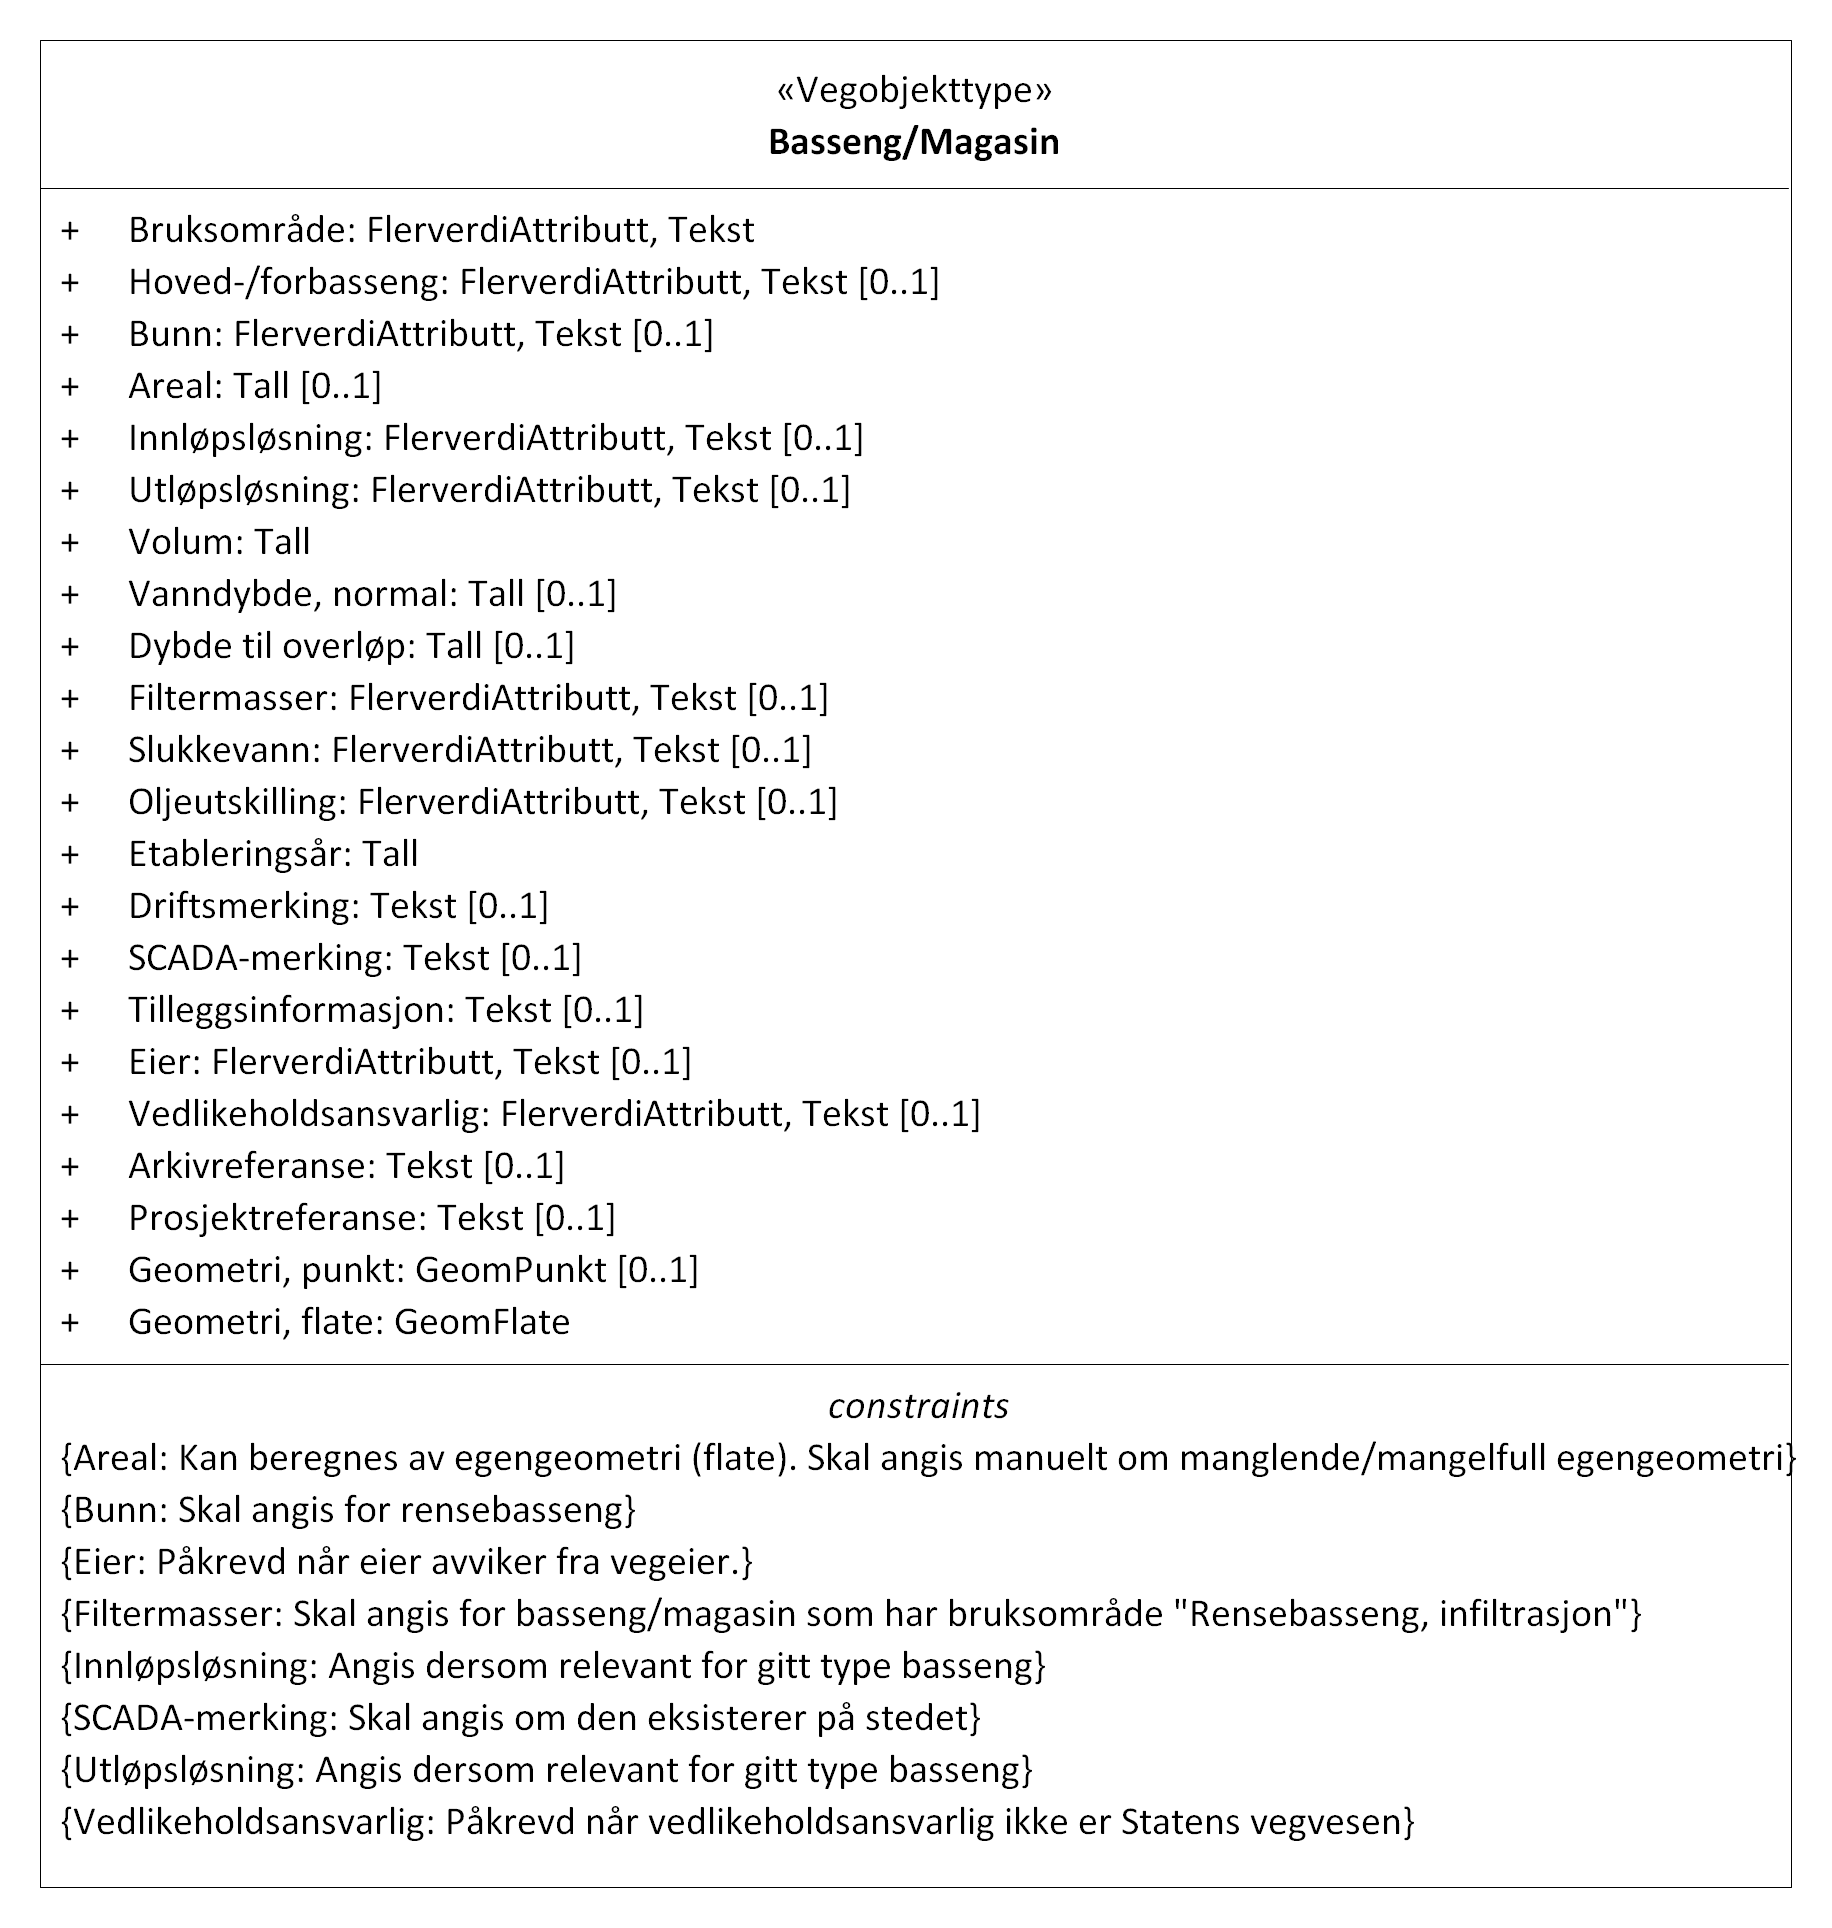 «Vegobjekttype»
Basseng/Magasin
+ Bruksområde: FlerverdiAttributt, Tekst
+ Hoved-/forbasseng: FlerverdiAttributt, Tekst [0..1]
+ Bunn: FlerverdiAttributt, Tekst [0..1]
+ Areal: Tall [0..1]
+ Innløpsløsning: FlerverdiAttributt, Tekst [0..1]
+ Utløpsløsning: FlerverdiAttributt, Tekst [0..1]
+ Volum: Tall
+ Vanndybde, normal: Tall [0..1]
+ Dybde til overløp: Tall [0..1]
+ Filtermasser: FlerverdiAttributt, Tekst [0..1]
+ Slukkevann: FlerverdiAttributt, Tekst [0..1]
+ Oljeutskilling: FlerverdiAttributt, Tekst [0..1]
+ Etableringsår: Tall
+ Driftsmerking: Tekst [0..1]
+ SCADA-merking: Tekst [0..1]
+ Tilleggsinformasjon: Tekst [0..1]
+ Eier: FlerverdiAttributt, Tekst [0..1]
+ Vedlikeholdsansvarlig: FlerverdiAttributt, Tekst [0..1]
+ Arkivreferanse: Tekst [0..1]
+ Prosjektreferanse: Tekst [0..1]
+ Geometri, punkt: GeomPunkt [0..1]
+ Geometri, flate: GeomFlate
constraints
{Areal: Kan beregnes av egengeometri (flate). Skal angis manuelt om manglende/mangelfull egengeometri}
{Bunn: Skal angis for rensebasseng}
{Eier: Påkrevd når eier avviker fra vegeier.}
{Filtermasser: Skal angis for basseng/magasin som har bruksområde "Rensebasseng, infiltrasjon"}
{Innløpsløsning: Angis dersom relevant for gitt type basseng}
{SCADA-merking: Skal angis om den eksisterer på stedet}
{Utløpsløsning: Angis dersom relevant for gitt type basseng}
{Vedlikeholdsansvarlig: Påkrevd når vedlikeholdsansvarlig ikke er Statens vegvesen}